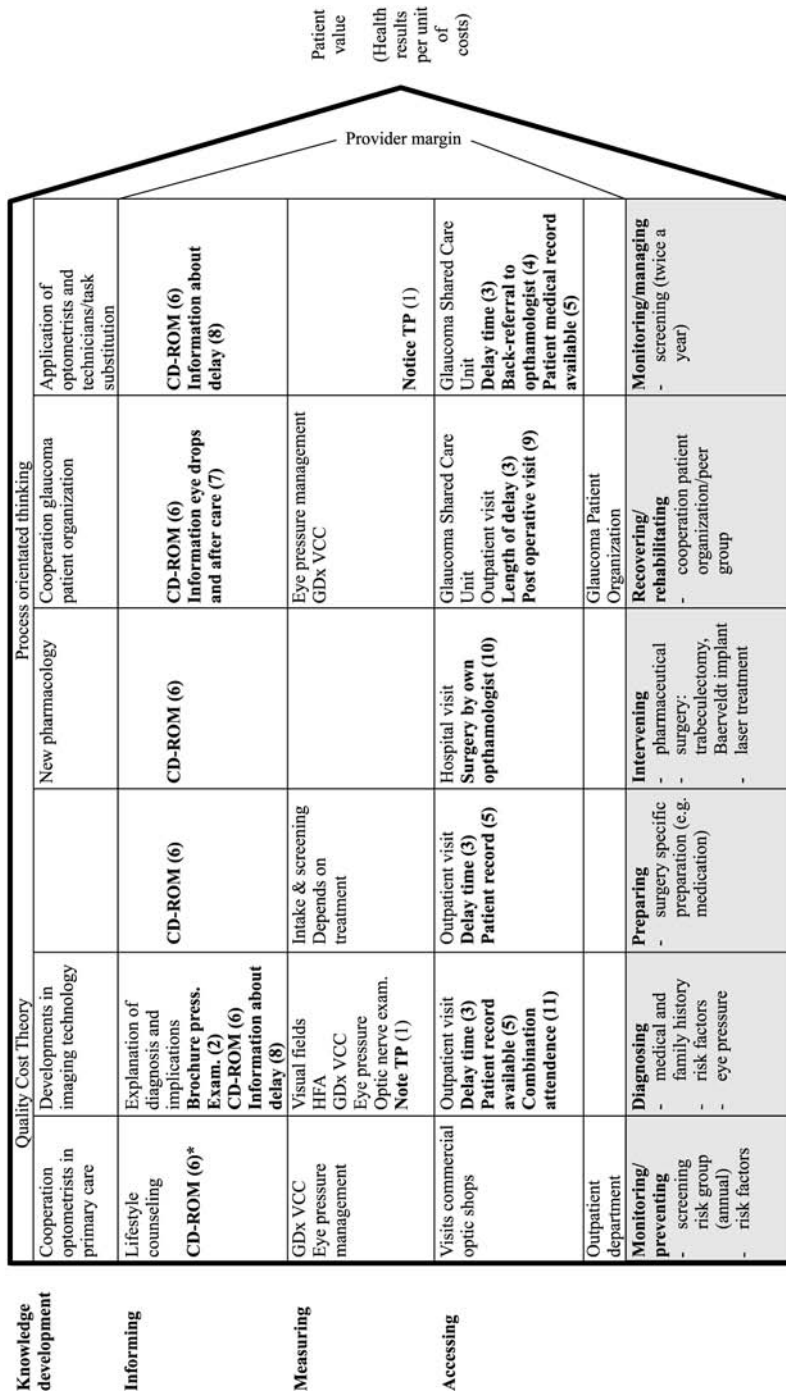 Quality Cost Theory
Process orientated thinking
Knowledge
development
Cooperation
optometrists in
primary care
Developments in
imaging technology
New pharmacology
Cooperation glaucoma
patient organization
Application of
optometrists and
technicians/task
substitution
Informing
Lifestyle
counseling
CD-ROM (6)*
Explanation of
diagnosis and
implications
Brochure press.
Exam. (2)
CD-ROM (6)
Information about
delay (8)
CD-ROM (6)
CD-ROM (6)
CD-ROM (6)
Information eye drops
and after care (7)
CD-ROM (6)
Information about
delay (8)
Measuring
GDx VCC
Eye pressure
management
Visual fields
HFA
GDx VCC
Eye pressure
Optic nerve exam.
Note TP (1)
Intake & screening
Depends on
treatment
Eye pressure management
GDx VCC
Notice TP (1)
Accessing
Visits commercial
optic shops
Outpatient visit
Delay time (3)
Patient record
available (5)
Combination
attendence (11)
Outpatient visit
Delay time (3)
Patient record (5)
Hospital visit
Surgery by own
opthamologist (10)
Glaucoma Shared Care
Unit
Outpatient visit
Length of delay (3)
Post operative visit (9)
Glaucoma Shared Care
Unit
Delay time (3)
Back-referral to
opthamologist (4)
Patient medical record
available (5)
Outpatient
department
Glaucoma Patient
Organization
Monitoring/
preventing
- screening
risk group
(annual)
- risk factors
Diagnosing
- medical and
family history
- risk factors
- eye pressure
Preparing
- surgery specific
preparation (e.g.
medication)
Intervening
- pharmaceutical
- surgery:
trabeculectomy,
Baerveldt implant
- laser treatment
Recovering/
rehabilitating
- cooperation patient
organization/peer
group
Monitoring/managing
- screening (twice a
year)
Provider margin
Patient
value
(Health
results
per unit
of
costs)